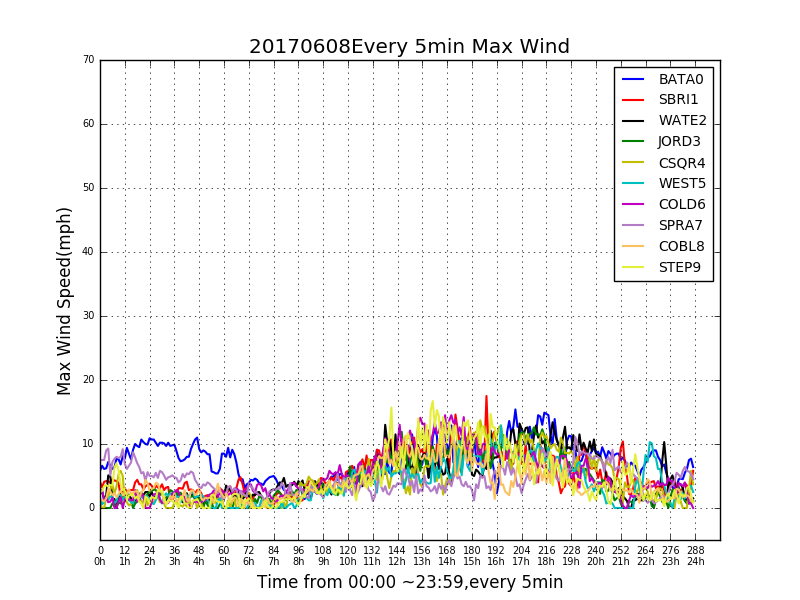 20170608Every 5min Max Wind
70
60
50
40
30
20
10
0
Max Wind Speed(mph)
BATA0
SBRI1
WATE2
JORD3
CSQR4
WEST5
COLD6
SPRA7
COBL8
STEP9
0 12 24 36 48 60 72 84 96 108 120 132 144 156 168 180 192 204 216 228 240 252 264 276 288
0h 1h 2h 3h 4h 5h 6h 7h 8h 9h 10h 11h 12h 13h 14h 15h 16h 17h 18h 19h 20h 21h 22h 23h 24h
Time from 00:00 ~23:59,every 5min